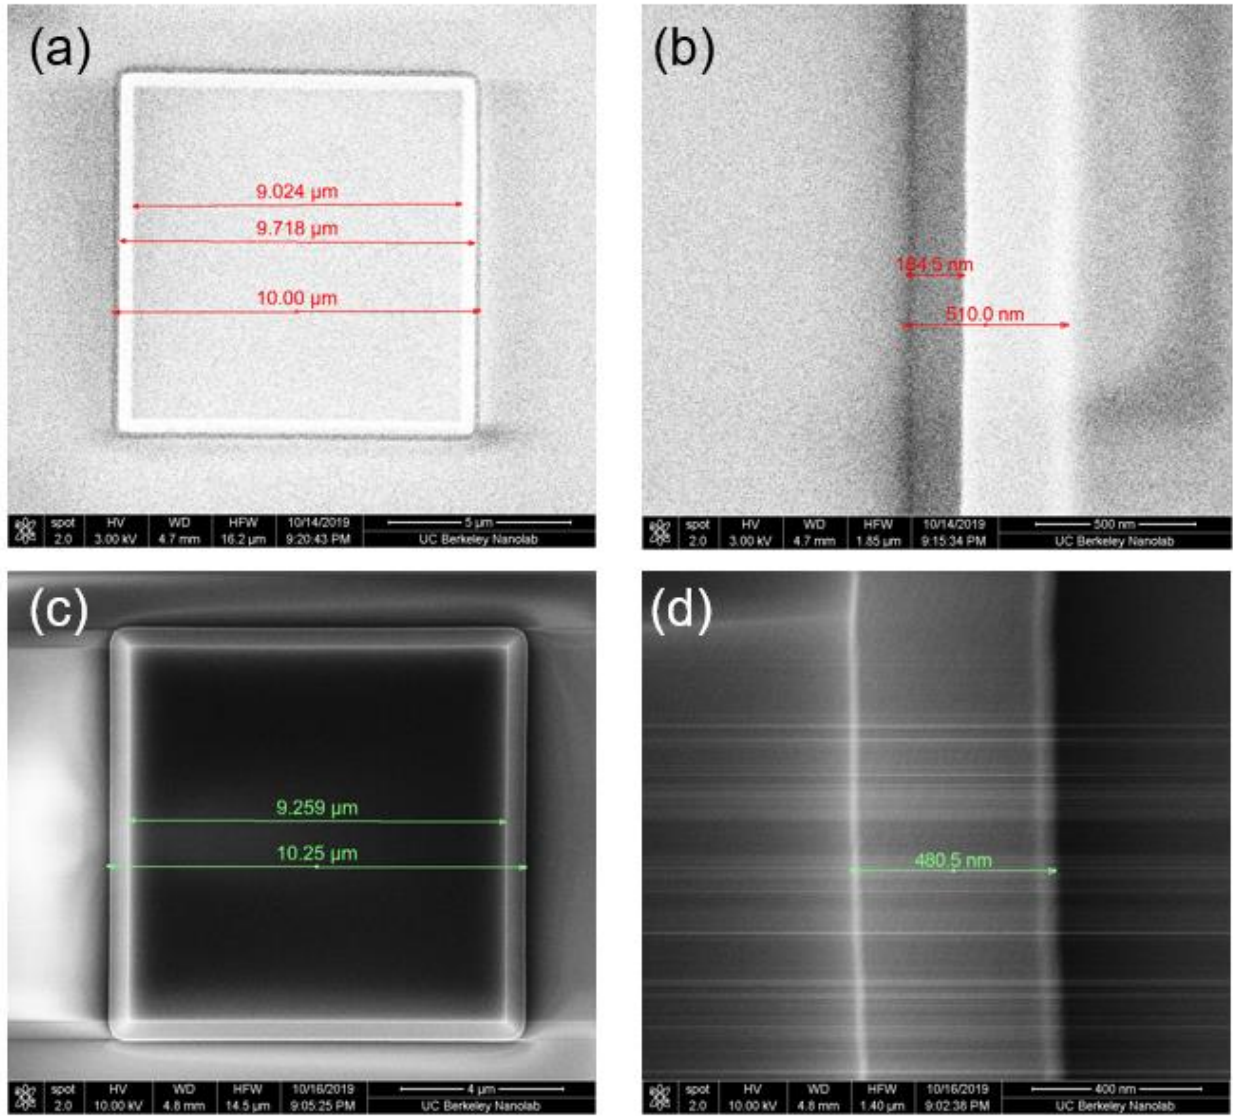 (a)
9.024 µm
9.718 µm
10.00 µm
spot HV WD HFW 10/14/2019 5 µm
2.0 3.00 kV 4.7 mm 16.2 µm 9:20:43 PM UC Berkeley Nanolab
(b)
184.5 nm
510.0 nm
spot HV WD HFW 10/14/2019 500 nm
2.0 3.00 kV 4.7 mm 1.85 µm 9:15:34 PM UC Berkeley Nanolab
(c)
9.259 µm
10.25 µm
spot HV WD HFW 10/16/2019 4 µm
2.0 10.00 kV 4.8 mm 14.5 µm 9:05:25 PM UC Berkeley Nanolab
(d)
480.5 nm
spot HV WD HFW 10/16/2019 400 nm
2.0 10.00 kV 4.8 mm 1.40 µm 9:02:38 PM UC Berkeley Nanolab